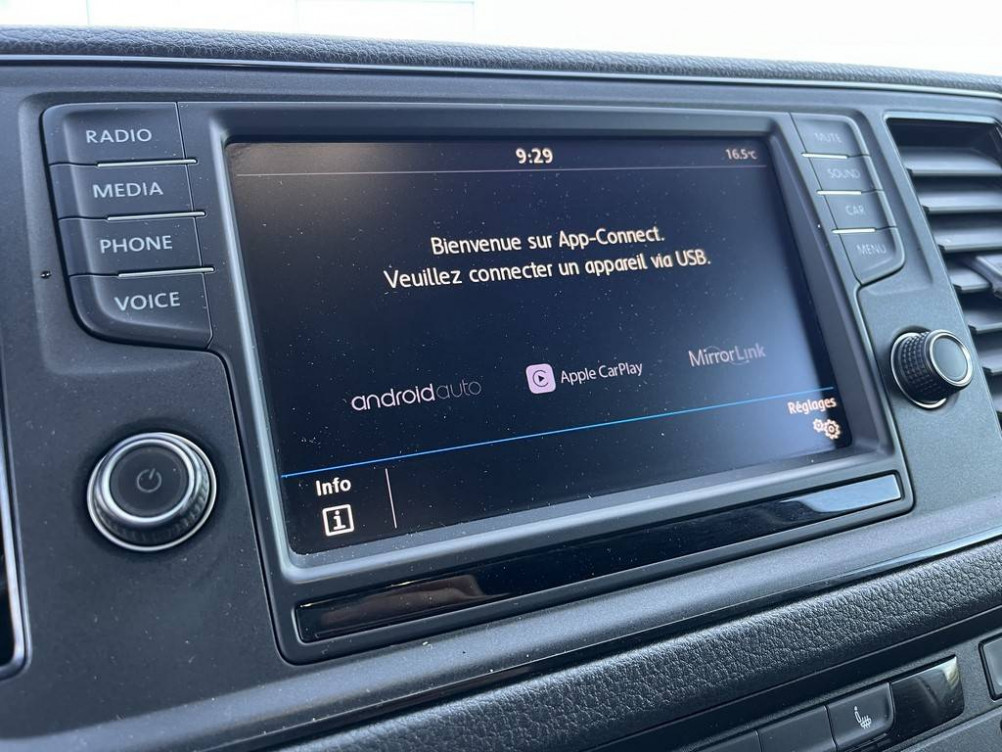 RADIO
MEDIA
PHONE
VOICE
9:29
16.5°C
Bienvenue sur App-Connect.
Veuillez connecter un appareil via USB.
androidauto
Apple CarPlay
MirrorLink
Réglages
Info
i
MUTE
SOUND
CAR
MENU